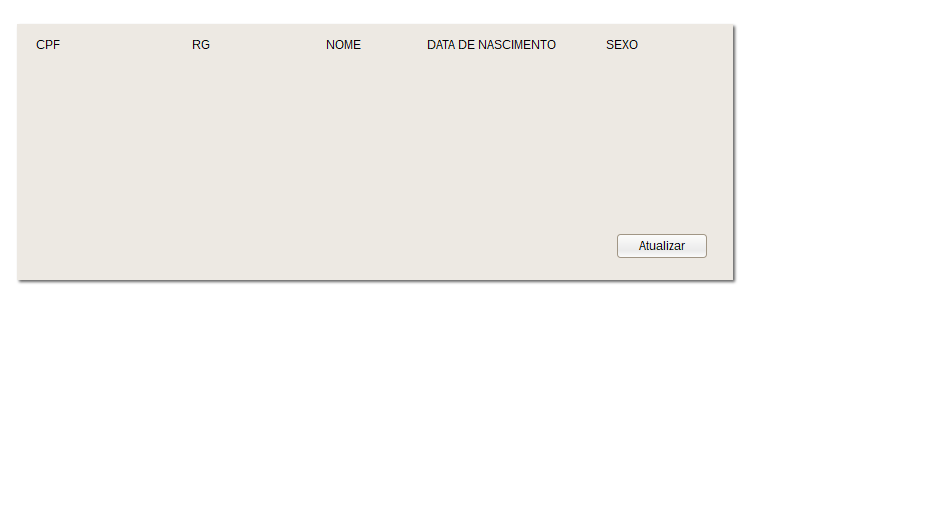 CPF RG NOME DATA DE NASCIMENTO SEXO
Atualizar